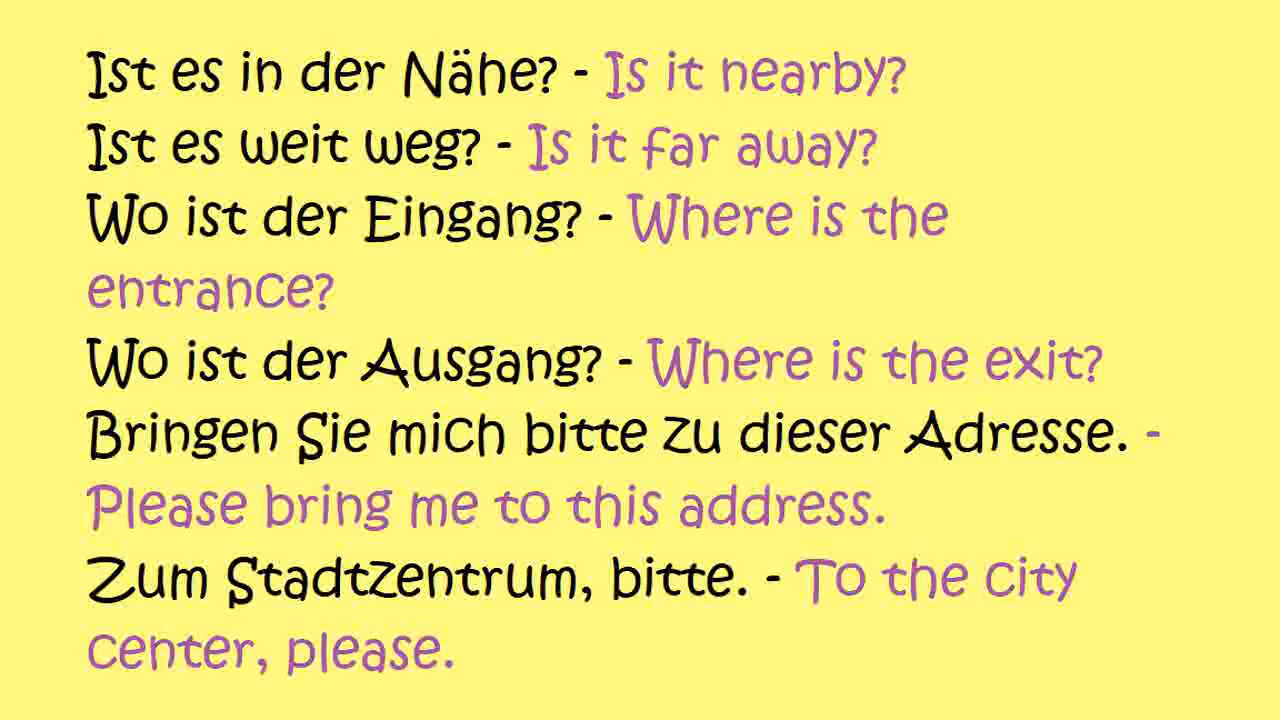 Ist es in der Nähe? - Is it nearby?
Ist es weit weg? - Is it far away?
Wo ist der Eingang? - Where is the
entrance?
Wo ist der Ausgang? - Where is the exit?
Bringen Sie mich bitte zu dieser Adresse. -
Please bring me to this address.
Zum Stadtzentrum, bitte. - To the city
center, please.